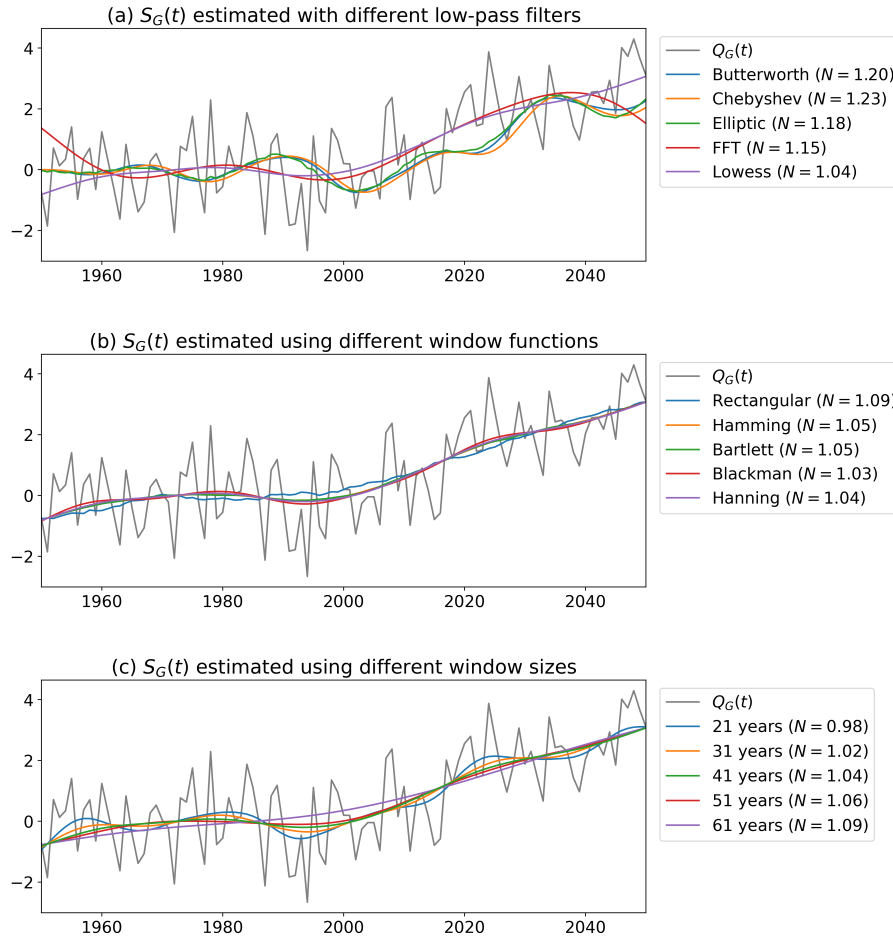 (a) S_G(t) estimated with different low-pass filters
4
2
0
−2
1960 1980 2000 2020 2040
Q_G(t)
Butterworth (N = 1.20)
Chebyshev (N = 1.23)
Elliptic (N = 1.18)
FFT (N = 1.15)
Lowess (N = 1.04)
(b) S_G(t) estimated using different window functions
4
2
0
−2
1960 1980 2000 2020 2040
Q_G(t)
Rectangular (N = 1.09)
Hamming (N = 1.05)
Bartlett (N = 1.05)
Blackman (N = 1.03)
Hanning (N = 1.04)
(c) S_G(t) estimated using different window sizes
4
2
0
−2
1960 1980 2000 2020 2040
Q_G(t)
21 years (N = 0.98)
31 years (N = 1.02)
41 years (N = 1.04)
51 years (N = 1.06)
61 years (N = 1.09)